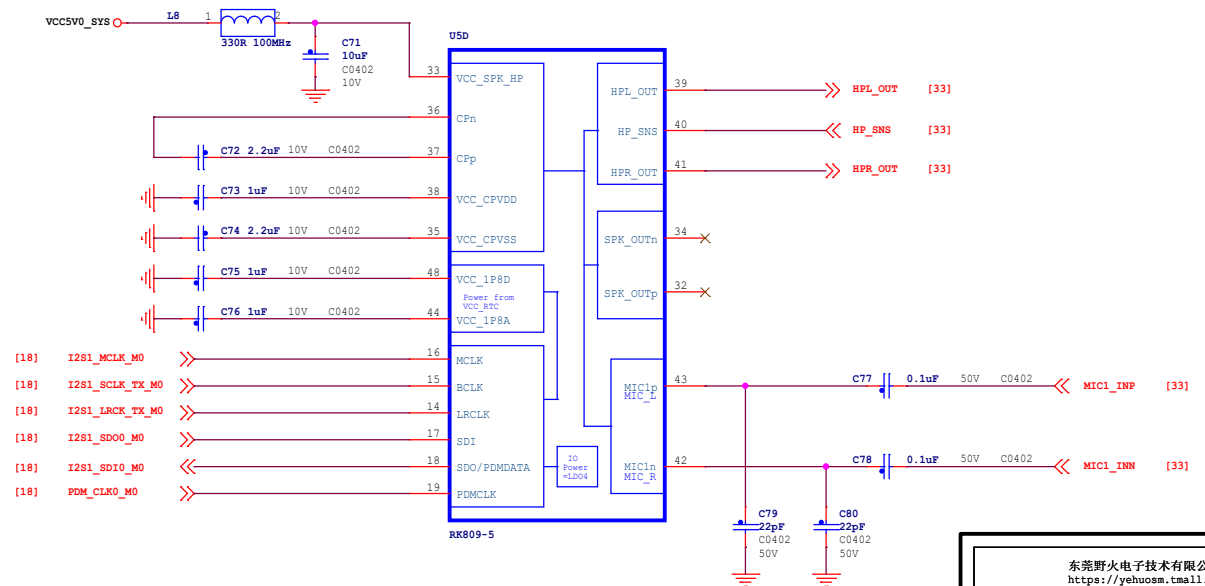 VCC5V0_SYS
L8
1
2
330R 100MHz
C71
10uF
C0402
10V
U5D
33 VCC_SPK_HP
36 CPn
C72 2.2uF 10V C0402 37 CPp
C73 1uF 10V C0402 38 VCC_CPVDD
C74 2.2uF 10V C0402 35 VCC_CPVSS
C75 1uF 10V C0402 48 VCC_1P8D
Power from
VCC_RTC
C76 1uF 10V C0402 44 VCC_1P8A
[18] I2S1_MCLK_M0 16 MCLK
[18] I2S1_SCLK_TX_M0 15 BCLK
[18] I2S1_LRCK_TX_M0 14 LRCLK
[18] I2S1_SDO0_M0 17 SDI
[18] I2S1_SDI0_M0 18 SDO/PDMDATA
[18] PDM_CLK0_M0 19 PDMCLK
IO
Power
=LDO4
RK809-5
HPL_OUT 39 HPL_OUT [33]
HP_SNS 40 HP_SNS [33]
HPR_OUT 41 HPR_OUT [33]
SPK_OUTn 34
SPK_OUTp 32
MIC1p 43 C77 0.1uF 50V C0402 MIC1_INP [33]
MIC_L
MIC1n 42 C78 0.1uF 50V C0402 MIC1_INN [33]
MIC_R
C79
22pF
C0402
50V
C80
22pF
C0402
50V
东莞野火电子技术有限公
https://yehuosm.tmall.